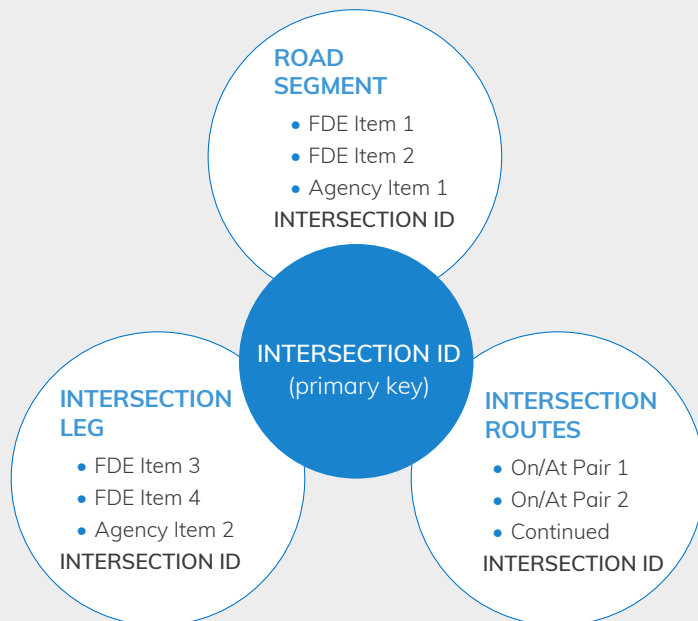 ROAD
SEGMENT
• FDE Item 1
• FDE Item 2
• Agency Item 1
INTERSECTION ID
INTERSECTION ID
(primary key)
INTERSECTION
LEG
• FDE Item 3
• FDE Item 4
• Agency Item 2
INTERSECTION ID
INTERSECTION
ROUTES
• On/At Pair 1
• On/At Pair 2
• Continued
INTERSECTION ID